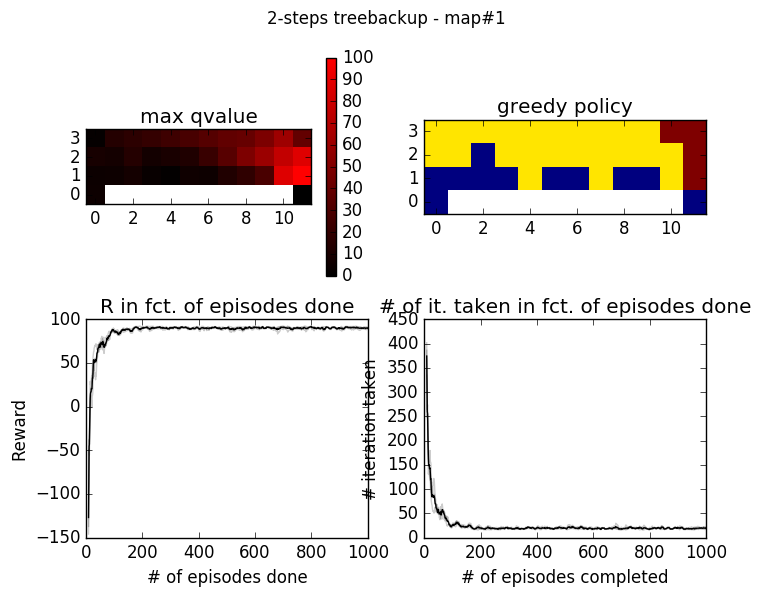 2-steps treebackup - map#1
max qvalue
3
2
1
0
0 2 4 6 8 10
100
90
80
70
60
50
40
30
20
10
0
greedy policy
3
2
1
0
0 2 4 6 8 10
R in fct. of episodes done
100
50
0
−50
−100
−150
0 200 400 600 800 1000
Reward
# of episodes done
# of it. taken in fct. of episodes done
450
400
350
300
250
200
150
100
50
0
0 200 400 600 800 1000
# iteration taken
# of episodes completed